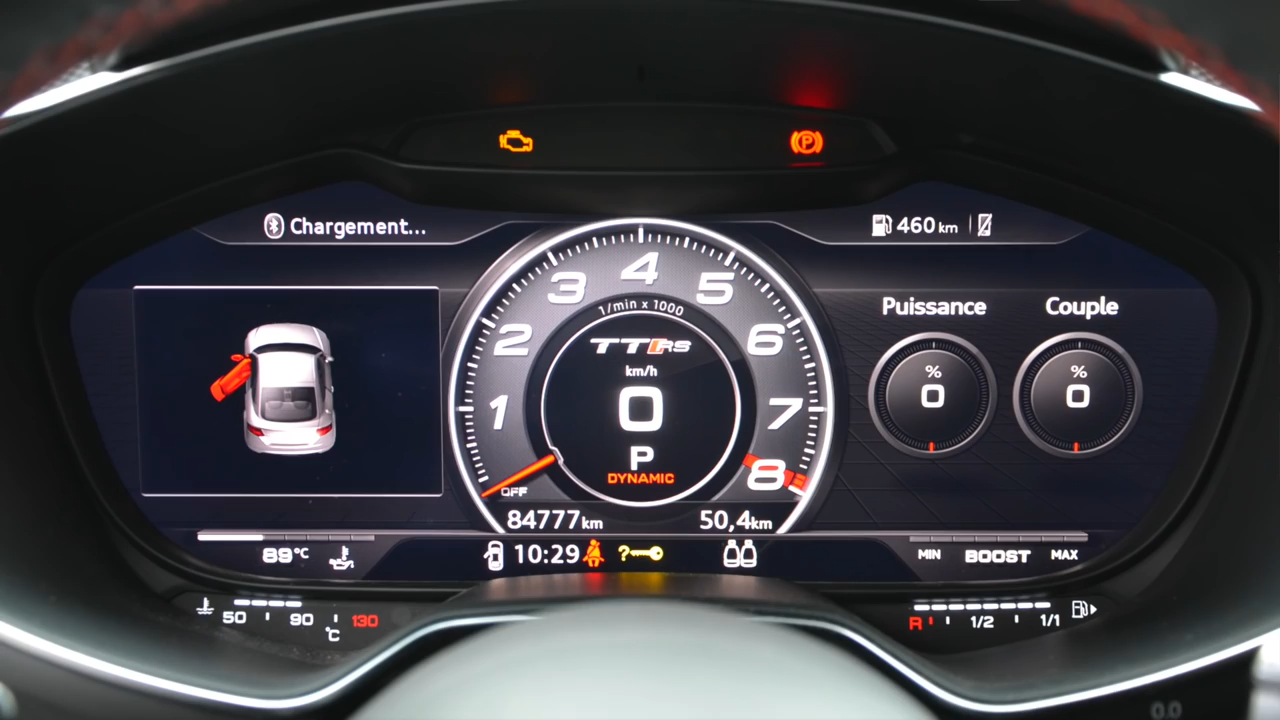 Chargement...
460 km
1/min x 1000
1 2 3 4 5 6 7 8
TTRS
km/h
0
P
DYNAMIC
OFF
Puissance
% 0
Couple
% 0
84777km
50,4km
89°C
10:29
?
MIN BOOST MAX
50 90 130
°C
R 1/2 1/1
P
0.0